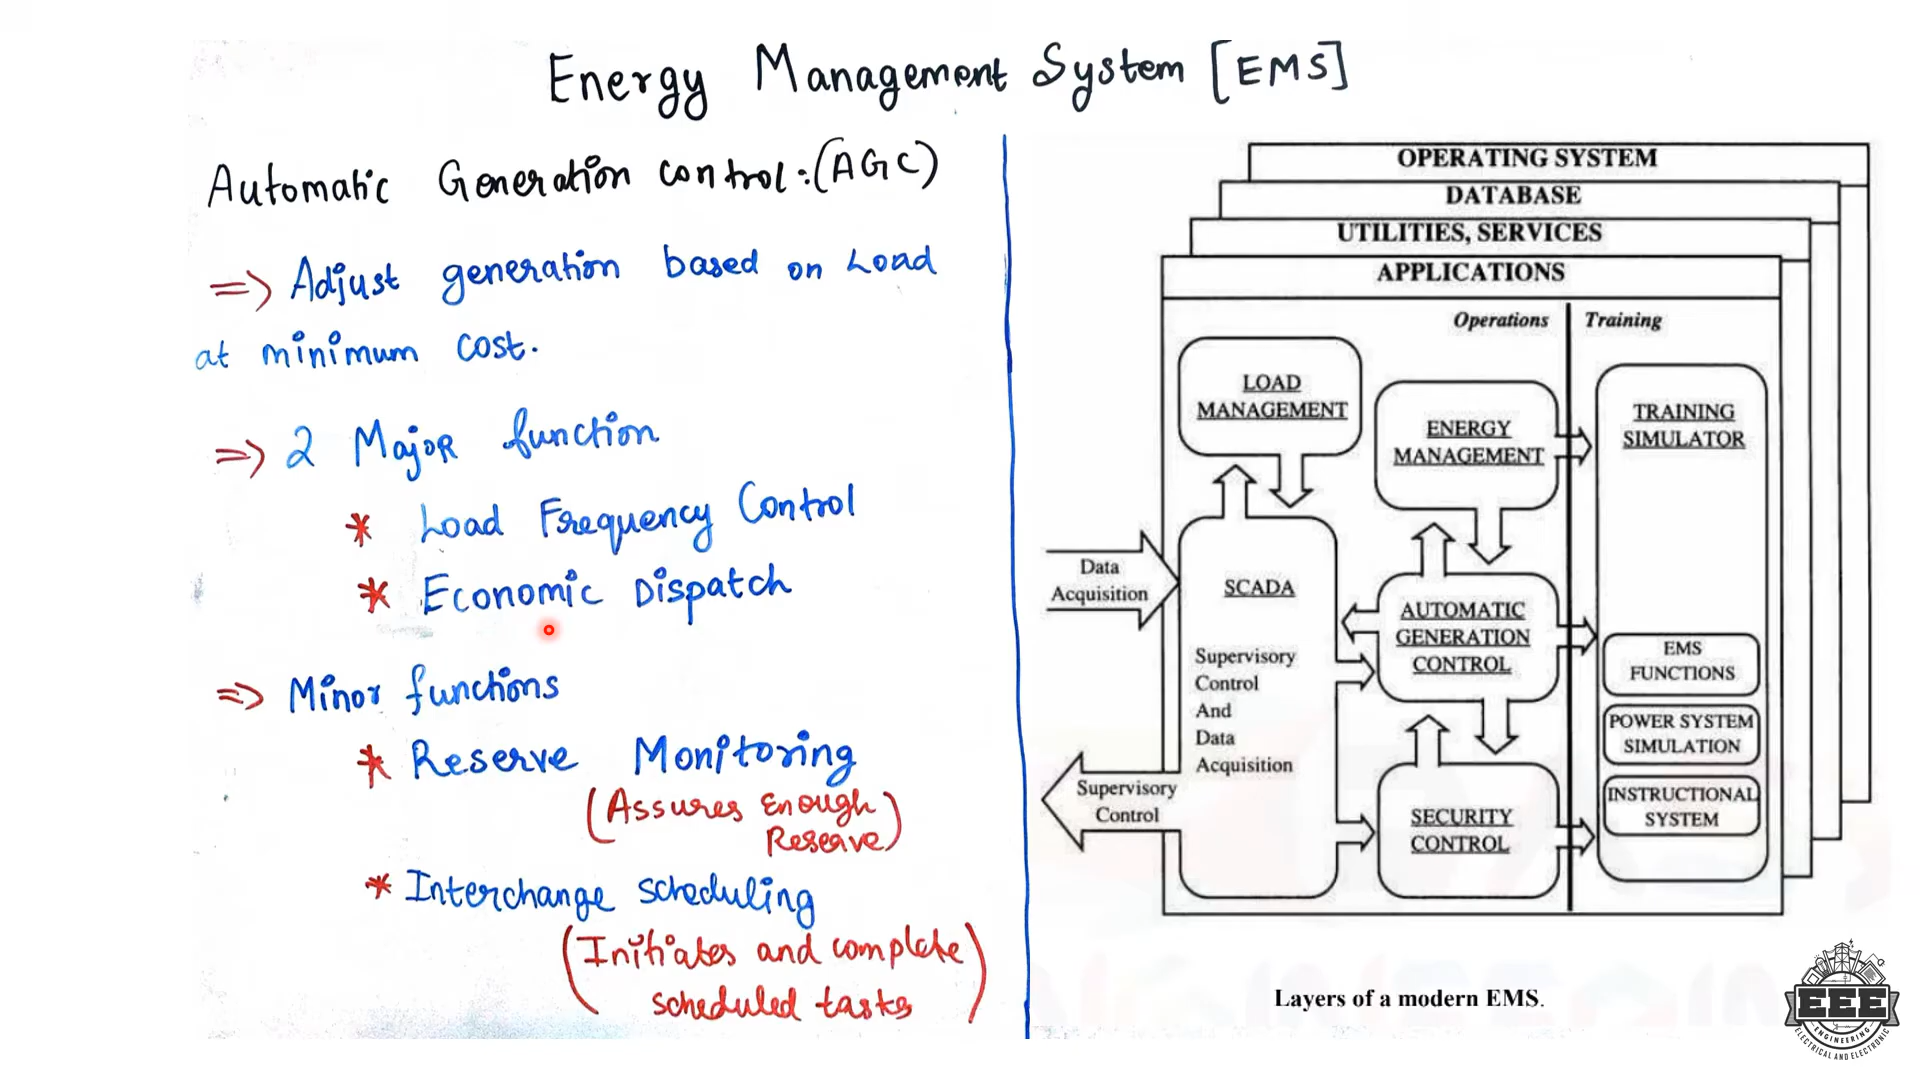 Energy Management System [EMS]
Automatic Generation control:(AGC)
=> Adjust generation based on Load
at minimum cost.
=> 2 Major function
* Load Frequency Control
* Economic Dispatch
=> Minor functions
* Reserve Monitoring
(Assures Enough
Reserve)
* Interchange scheduling
(Initiates and complete
scheduled tasks)
OPERATING SYSTEM
DATABASE
UTILITIES, SERVICES
APPLICATIONS
Operations
Training
LOAD
MANAGEMENT
ENERGY
MANAGEMENT
TRAINING
SIMULATOR
Data
Acquisition
SCADA
Supervisory
Control
And
Data
Acquisition
AUTOMATIC
GENERATION
CONTROL
EMS
FUNCTIONS
POWER SYSTEM
SIMULATION
INSTRUCTIONAL
SYSTEM
Supervisory
Control
SECURITY
CONTROL
Layers of a modern EMS.
EEE
ENGINEERING
ELECTRICAL AND ELECTRONIC